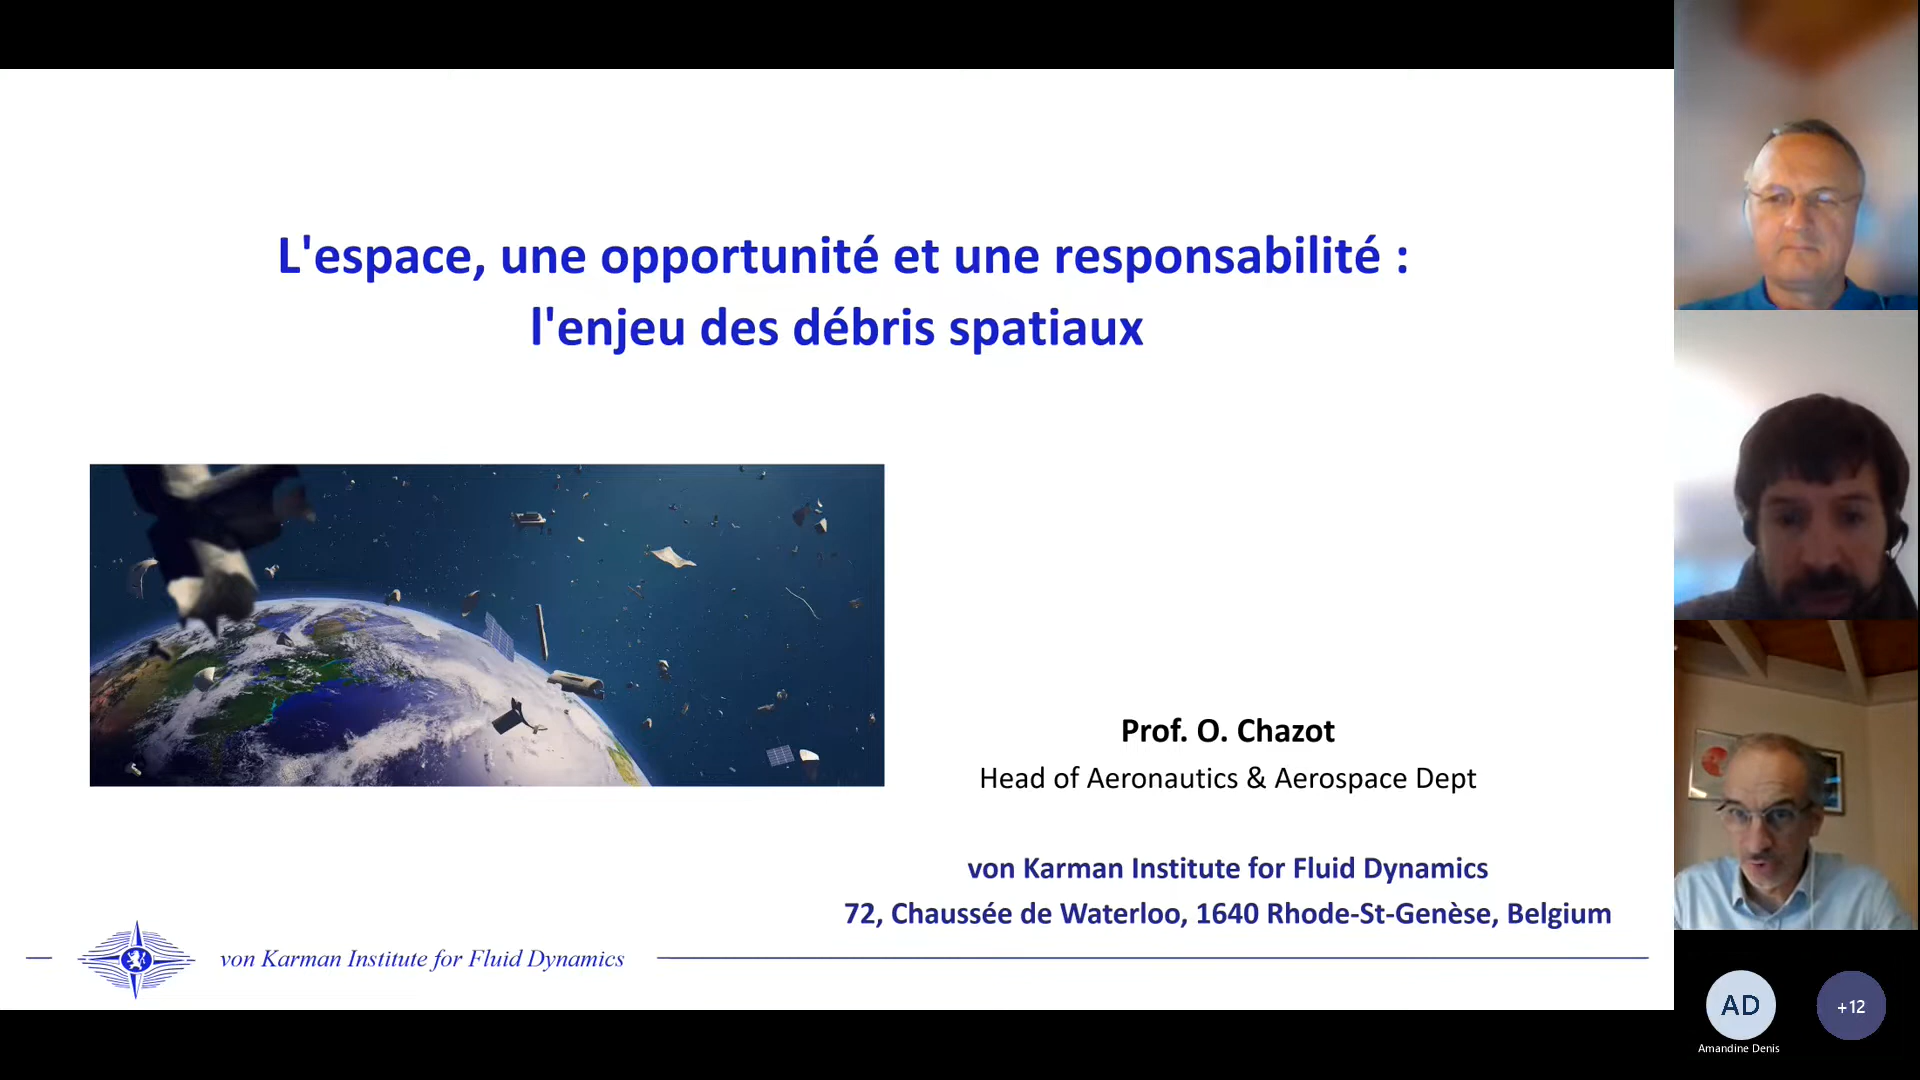 L'espace, une opportunité et une responsabilité :
l'enjeu des débris spatiaux
Prof. O. Chazot
Head of Aeronautics & Aerospace Dept
von Karman Institute for Fluid Dynamics
72, Chaussée de Waterloo, 1640 Rhode-St-Genèse, Belgium
von Karman Institute for Fluid Dynamics
AD
+12
Amandine Denis